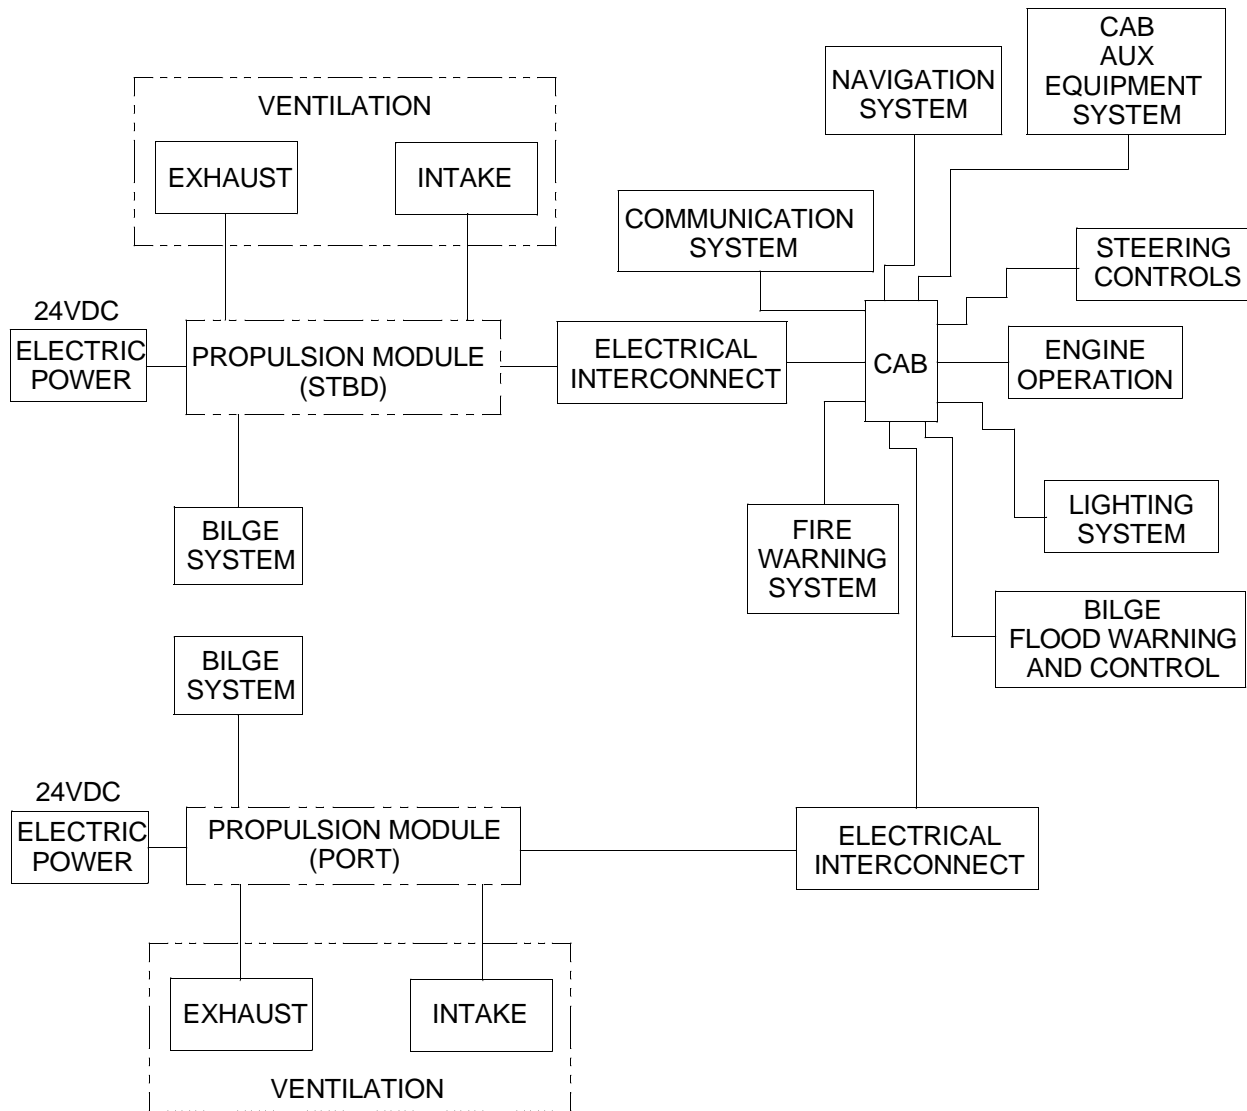 CAB
AUX
EQUIPMENT
SYSTEM
NAVIGATION
SYSTEM
VENTILATION
EXHAUST
INTAKE
COMMUNICATION
SYSTEM
STEERING
CONTROLS
24VDC
ELECTRIC
POWER
PROPULSION MODULE
(STBD)
ELECTRICAL
INTERCONNECT
CAB
ENGINE
OPERATION
BILGE
SYSTEM
FIRE
WARNING
SYSTEM
LIGHTING
SYSTEM
BILGE
FLOOD WARNING
AND CONTROL
BILGE
SYSTEM
24VDC
ELECTRIC
POWER
PROPULSION MODULE
(PORT)
ELECTRICAL
INTERCONNECT
EXHAUST
INTAKE
VENTILATION